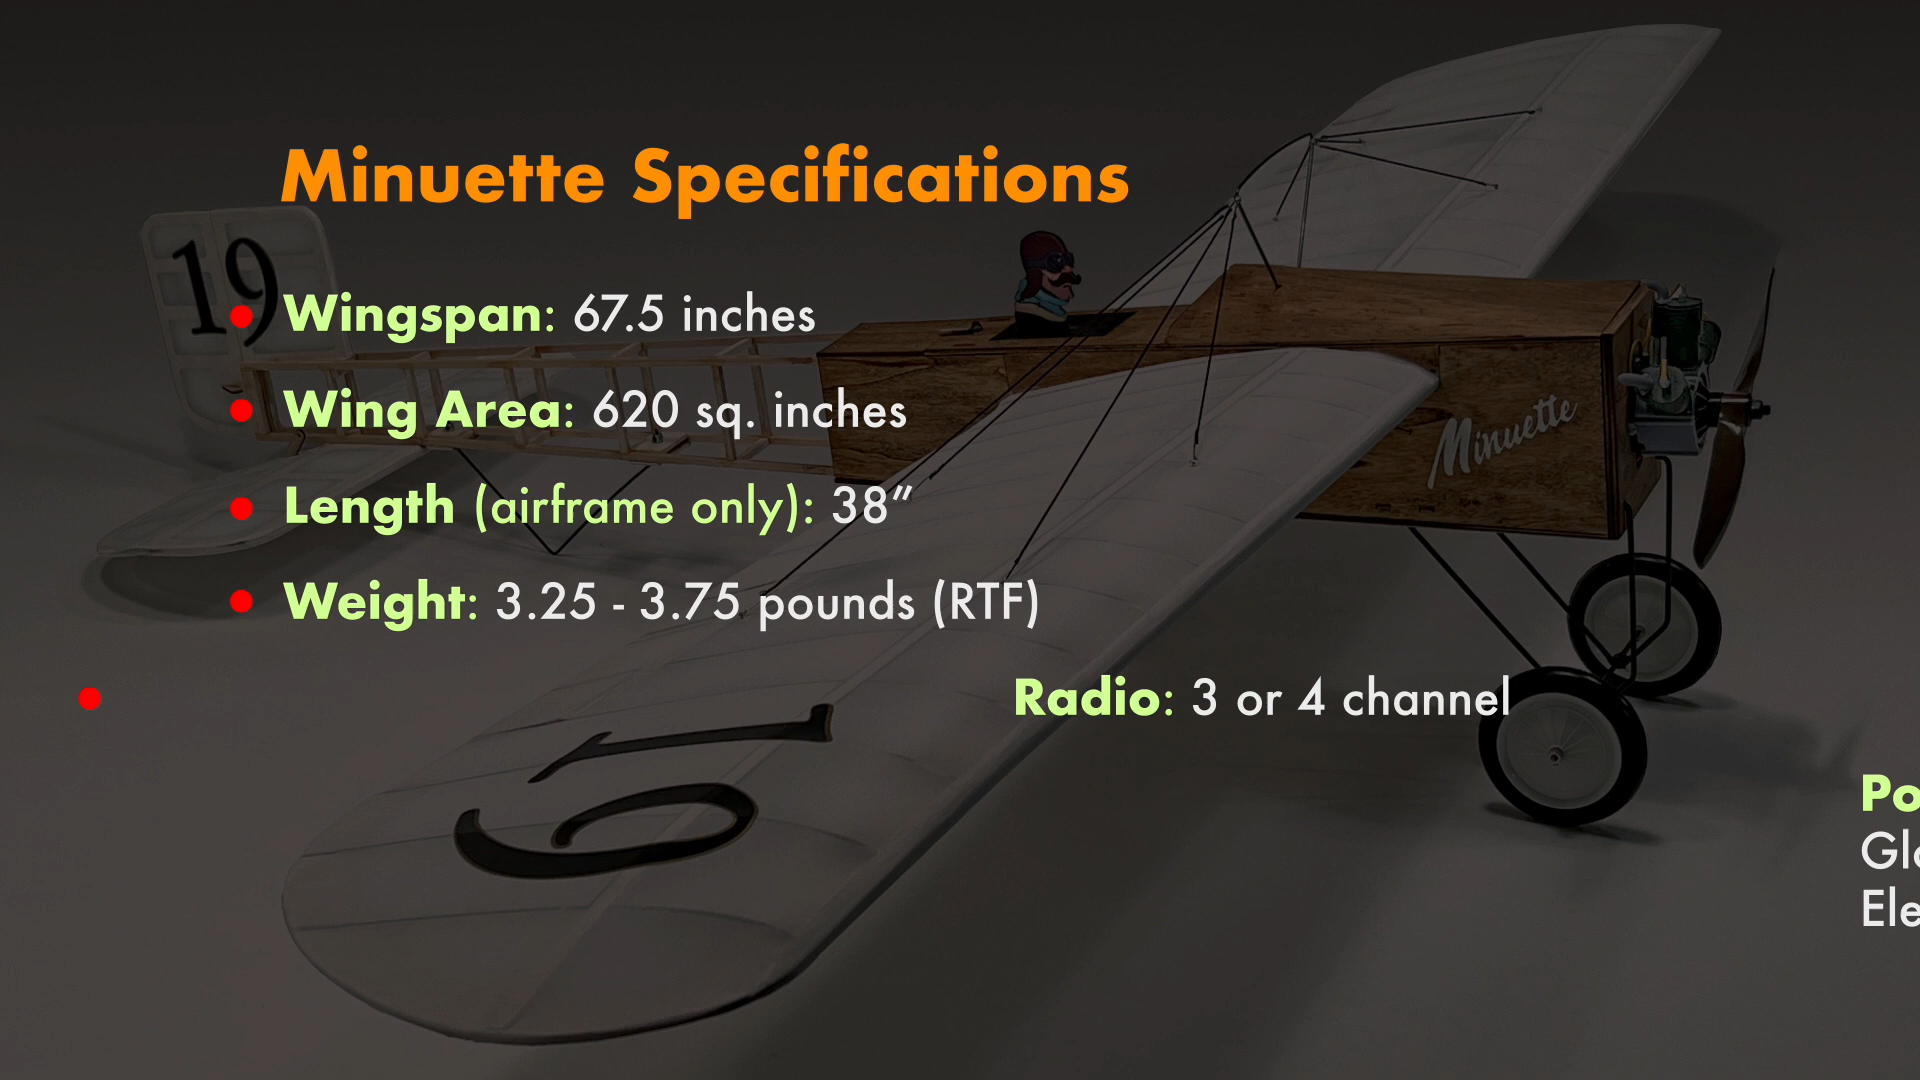 Minuette Specifications
19
Wingspan: 67.5 inches
Wing Area: 620 sq. inches
Length (airframe only): 38”
Minuette
Weight: 3.25 - 3.75 pounds (RTF)
Radio: 3 or 4 channel
19